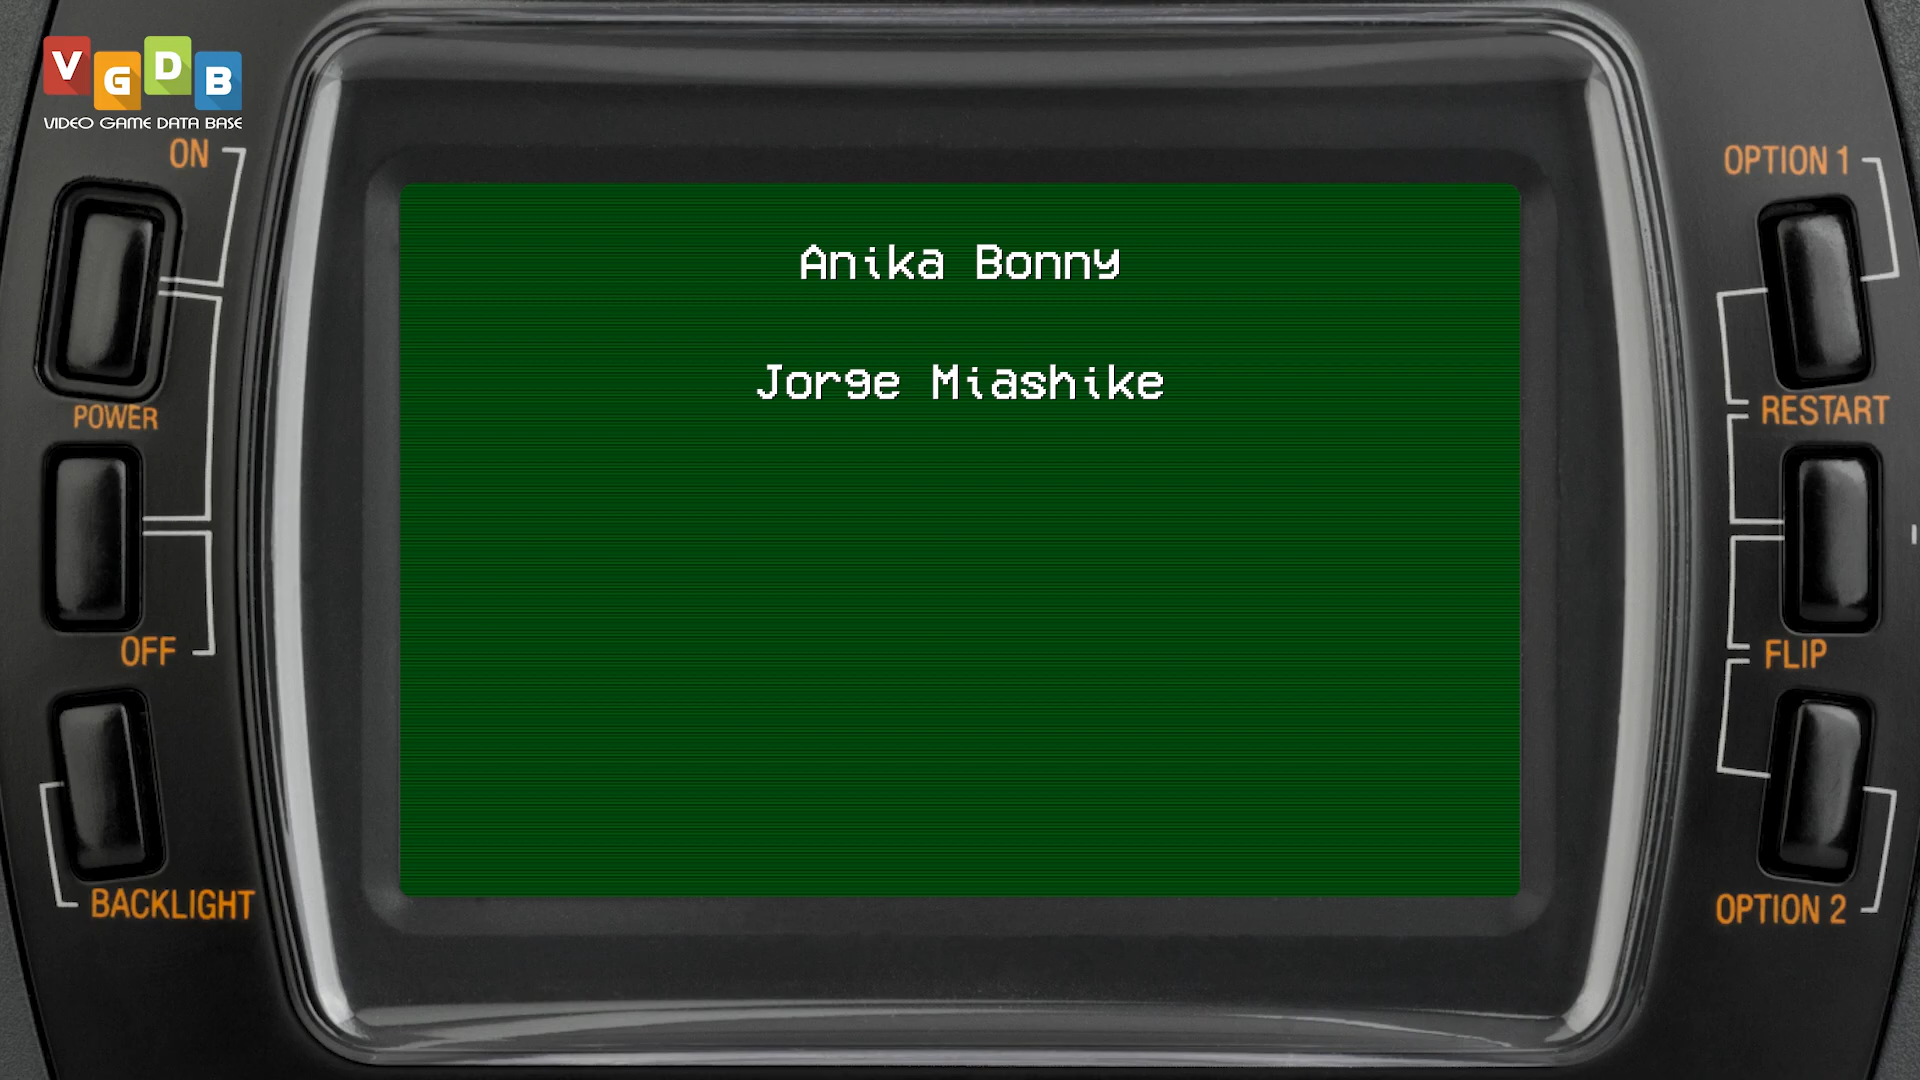 V G D B
VIDEO GAME DATA BASE
ON
POWER
OFF
BACKLIGHT
Anika Bonny
Jorge Miashike
OPTION 1
RESTART
FLIP
OPTION 2